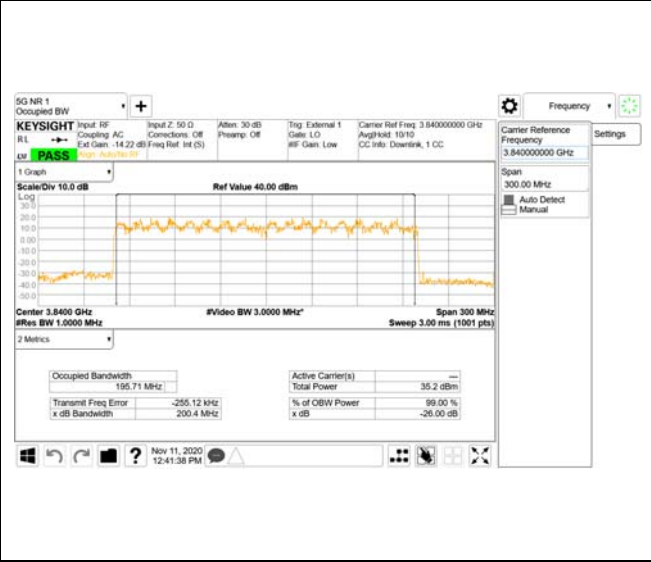 5G NR 1
Occupied BW
Frequency
KEYSIGHT
R L
PASS
Input: RF
Coupling: AC
Ext Gain: -14.22 dB
Align: Auto/No RF
Input Z: 50 Ω
Corrections: Off
Freq Ref: Int (S)
Atten: 30 dB
Preamp: Off
Trig: External 1
Gate: LO
#IF Gain: Low
Carrier Ref Freq: 3.840000000 GHz
Avg|Hold: 10/10
CC Info: Downlink, 1 CC
Carrier Reference
Frequency
3.840000000 GHz
Settings
Span
300.00 MHz
Auto Detect
Manual
1 Graph
Scale/Div 10.0 dB
Ref Value 40.00 dBm
Log
30.0
20.0
10.0
0.00
-10.0
-20.0
-30.0
-40.0
-50.0
Center 3.8400 GHz
#Video BW 3.0000 MHz*
Span 300 MHz
#Res BW 1.0000 MHz
Sweep 3.00 ms (1001 pts)
2 Metrics
Occupied Bandwidth
195.71 MHz
Transmit Freq Error -255.12 kHz
x dB Bandwidth 200.4 MHz
Active Carrier(s) —
Total Power 35.2 dBm
% of OBW Power 99.00 %
x dB -26.00 dB
?
Nov 11, 2020
12:41:38 PM